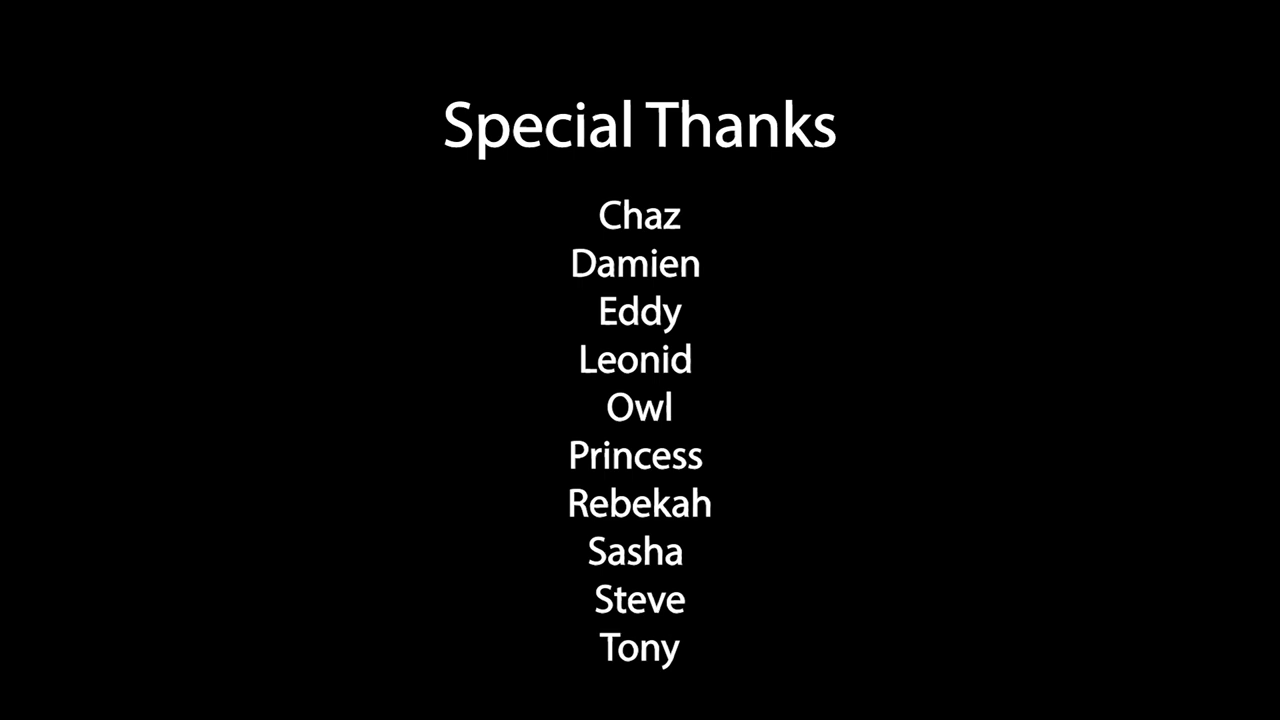 Special Thanks
Chaz
Damien
Eddy
Leonid
Owl
Princess
Rebekah
Sasha
Steve
Tony